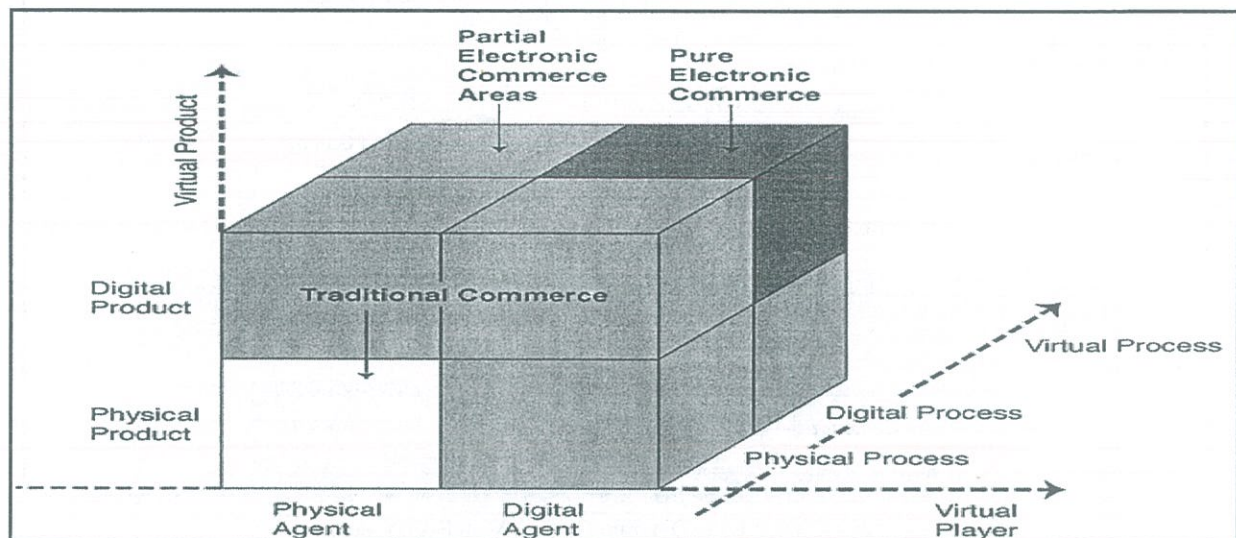 Partial
Electronic
Commerce
Areas
Pure
Electronic
Commerce
Virtual Product
Digital
Product
Traditional Commerce
Physical
Product
Virtual Process
Digital Process
Physical Process
Physical
Agent
Digital
Agent
Virtual
Player